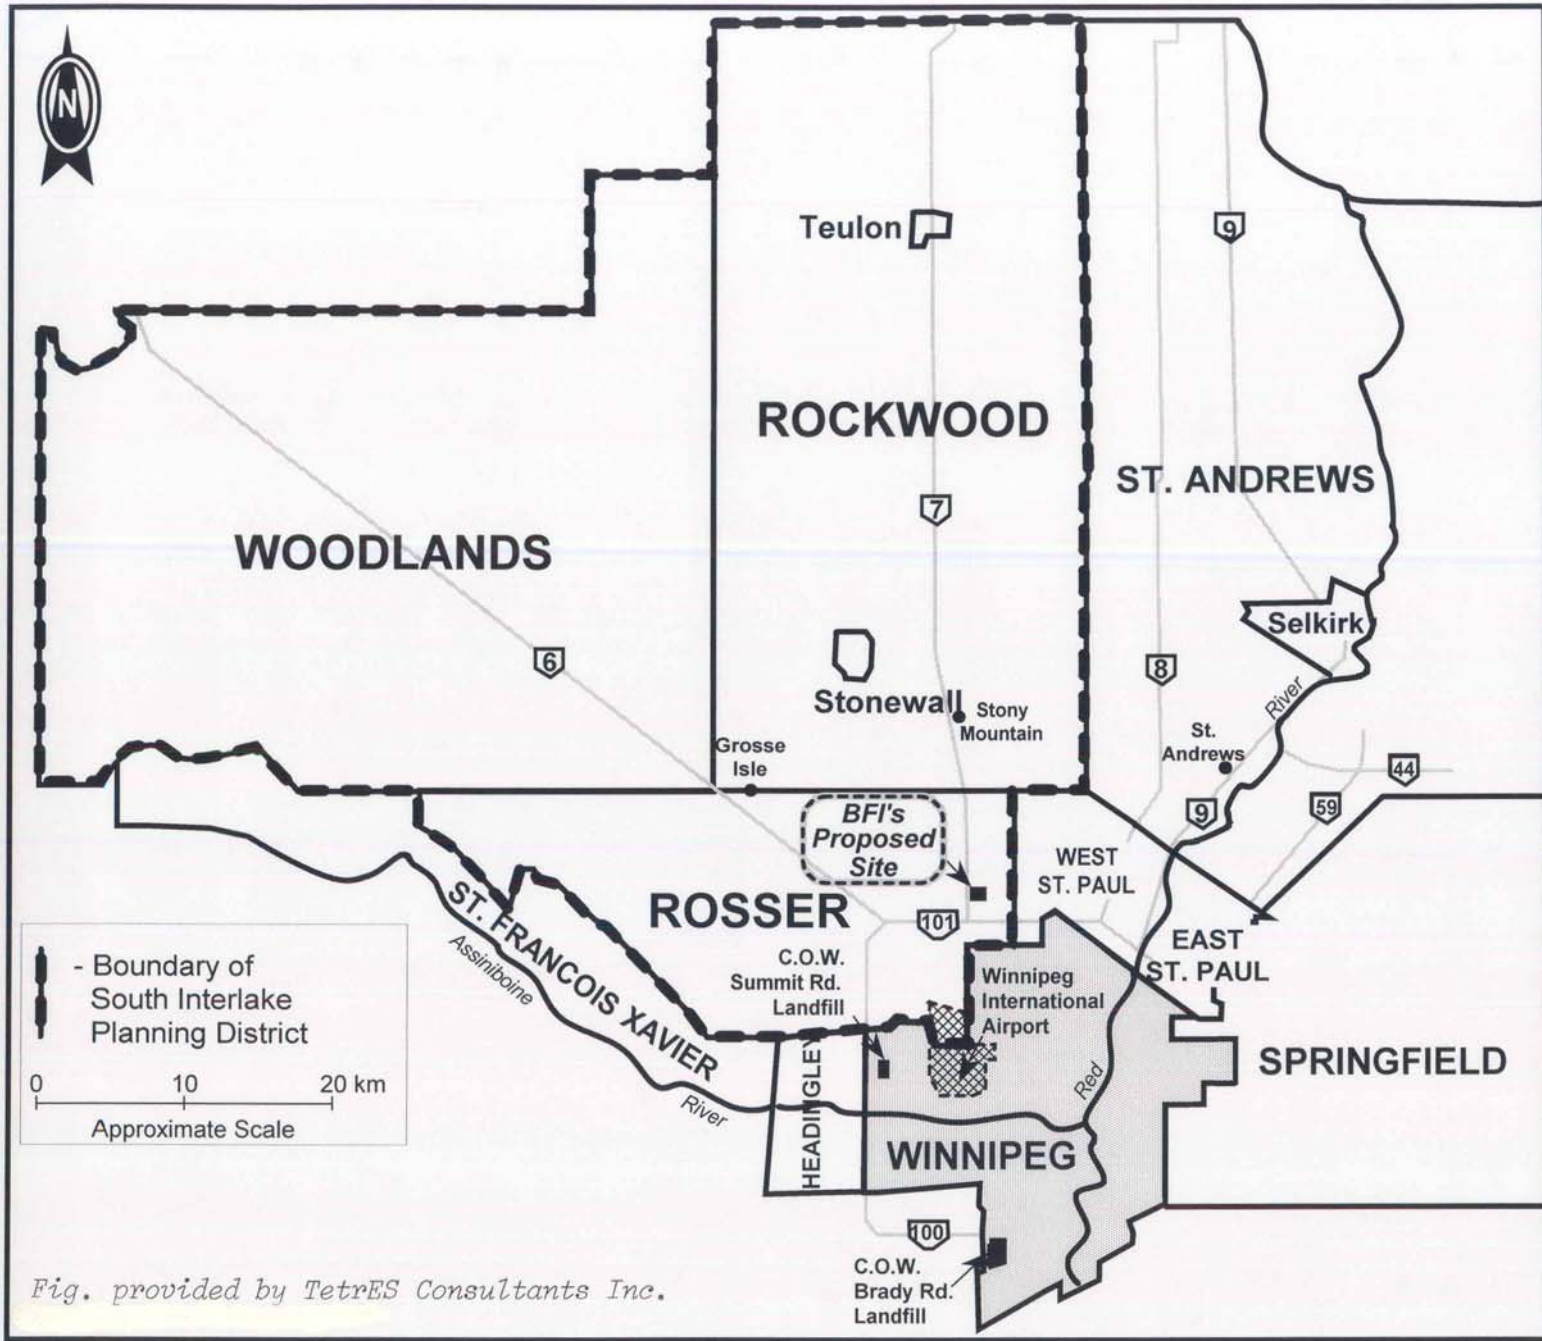 N
Teulon
9
ROCKWOOD
ST. ANDREWS
7
WOODLANDS
Selkirk
6
8
Stonewall
Stony
Mountain
River
St.
Andrews
Grosse
Isle
44
59
9
BFI's
Proposed
Site
WEST
ST. PAUL
ROSSER
101
ST. FRANCOIS XAVIER
Assiniboine
River
EAST
ST. PAUL
C.O.W.
Summit Rd.
Landfill
Winnipeg
International
Airport
- Boundary of
South Interlake
Planning District
0 10 20 km
Approximate Scale
HEADINGLEY
Red
SPRINGFIELD
WINNIPEG
100
C.O.W.
Brady Rd.
Landfill
Fig. provided by TetrES Consultants Inc.